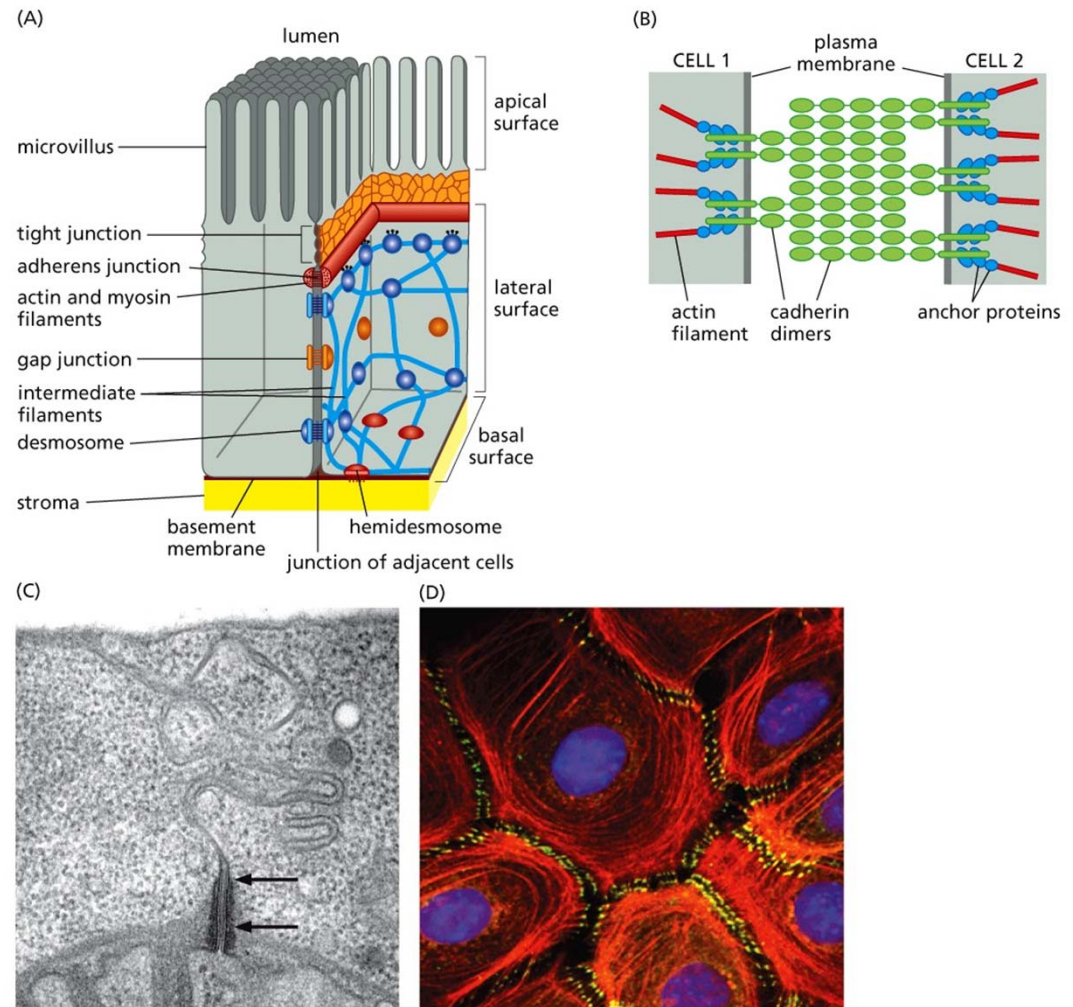 (A)
lumen
microvillus
apical
surface
tight junction
adherens junction
actin and myosin
filaments
gap junction
intermediate
filaments
desmosome
stroma
lateral
surface
basal
surface
basement
membrane
hemidesmosome
junction of adjacent cells
(B)
plasma
membrane
CELL 1
CELL 2
actin
filament
cadherin
dimers
anchor proteins
(C)
(D)